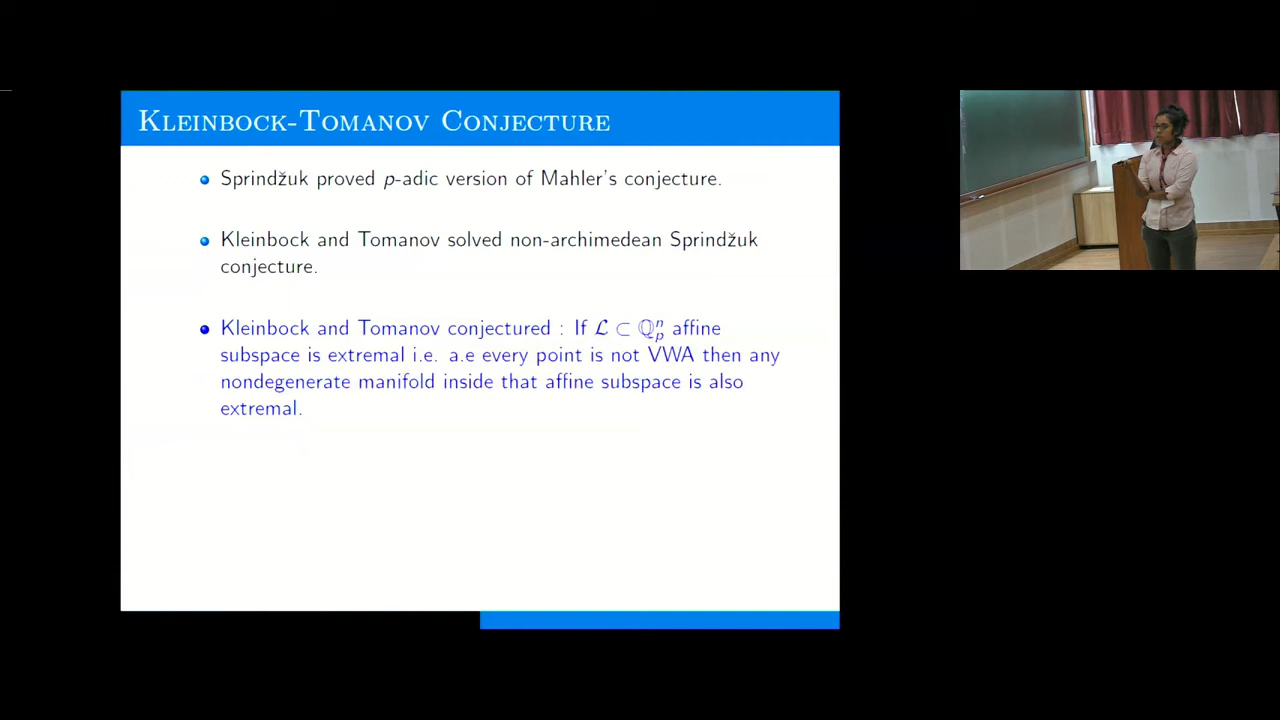 Kleinbock-Tomanov Conjecture
Sprindžuk proved p-adic version of Mahler's conjecture.
Kleinbock and Tomanov solved non-archimedean Sprindžuk
conjecture.
Kleinbock and Tomanov conjectured : If ℒ ⊂ ℚₚⁿ affine
subspace is extremal i.e. a.e every point is not VWA then any
nondegenerate manifold inside that affine subspace is also
extremal.